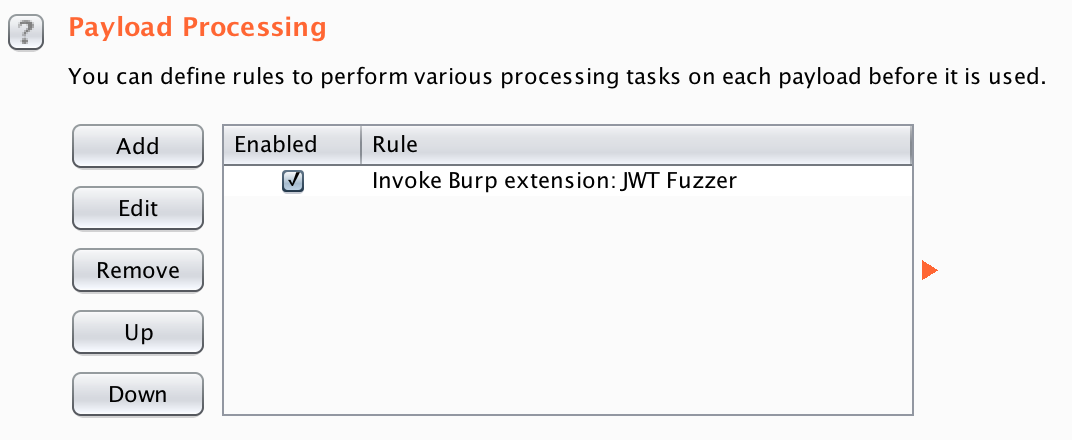 ?
Payload Processing
You can define rules to perform various processing tasks on each payload before it is used.
Add
Edit
Remove
Up
Down
Enabled Rule
Invoke Burp extension: JWT Fuzzer